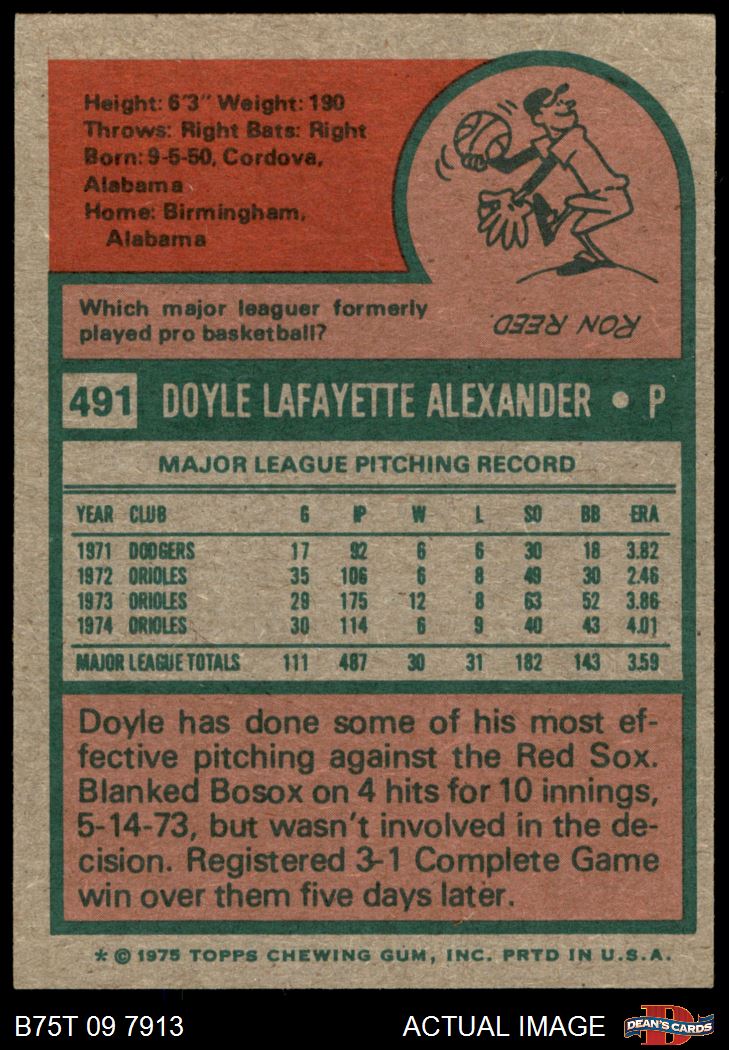 Height: 6'3" Weight: 190
Throws: Right Bats: Right
Born: 9-5-50, Cordova,
Alabama
Home: Birmingham,
Alabama
Which major leaguer formerly
played pro basketball?
RON REED.
491 DOYLE LAFAYETTE ALEXANDER • P
MAJOR LEAGUE PITCHING RECORD
YEAR CLUB G IP W L SO BB ERA
1971 DODGERS 17 92 6 6 30 18 3.82
1972 ORIOLES 35 106 6 8 49 30 2.46
1973 ORIOLES 29 175 12 8 63 52 3.86
1974 ORIOLES 30 114 6 9 40 43 4.01
MAJOR LEAGUE TOTALS 111 487 30 31 182 143 3.59
Doyle has done some of his most ef-
fective pitching against the Red Sox.
Blanked Bosox on 4 hits for 10 innings,
5-14-73, but wasn't involved in the de-
cision. Registered 3-1 Complete Game
win over them five days later.
* © 1975 TOPPS CHEWING GUM, INC. PRTD IN U.S.A.
B75T 09 7913 ACTUAL IMAGE
D
DEAN'S CARDS